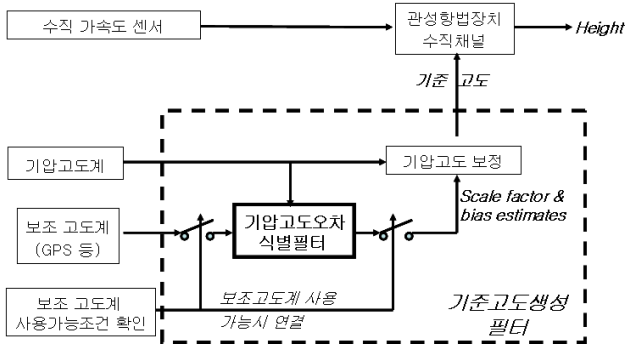 수직 가속도 센서
관성항법장치
수직채널
Height
기준 고도
기압고도계
기압고도 보정
Scale factor &
bias estimates
보조 고도계
(GPS 등)
기압고도오차
식별필터
보조 고도계
사용가능조건 확인
보조고도계 사용
가능시 연결
기준고도생성
필터